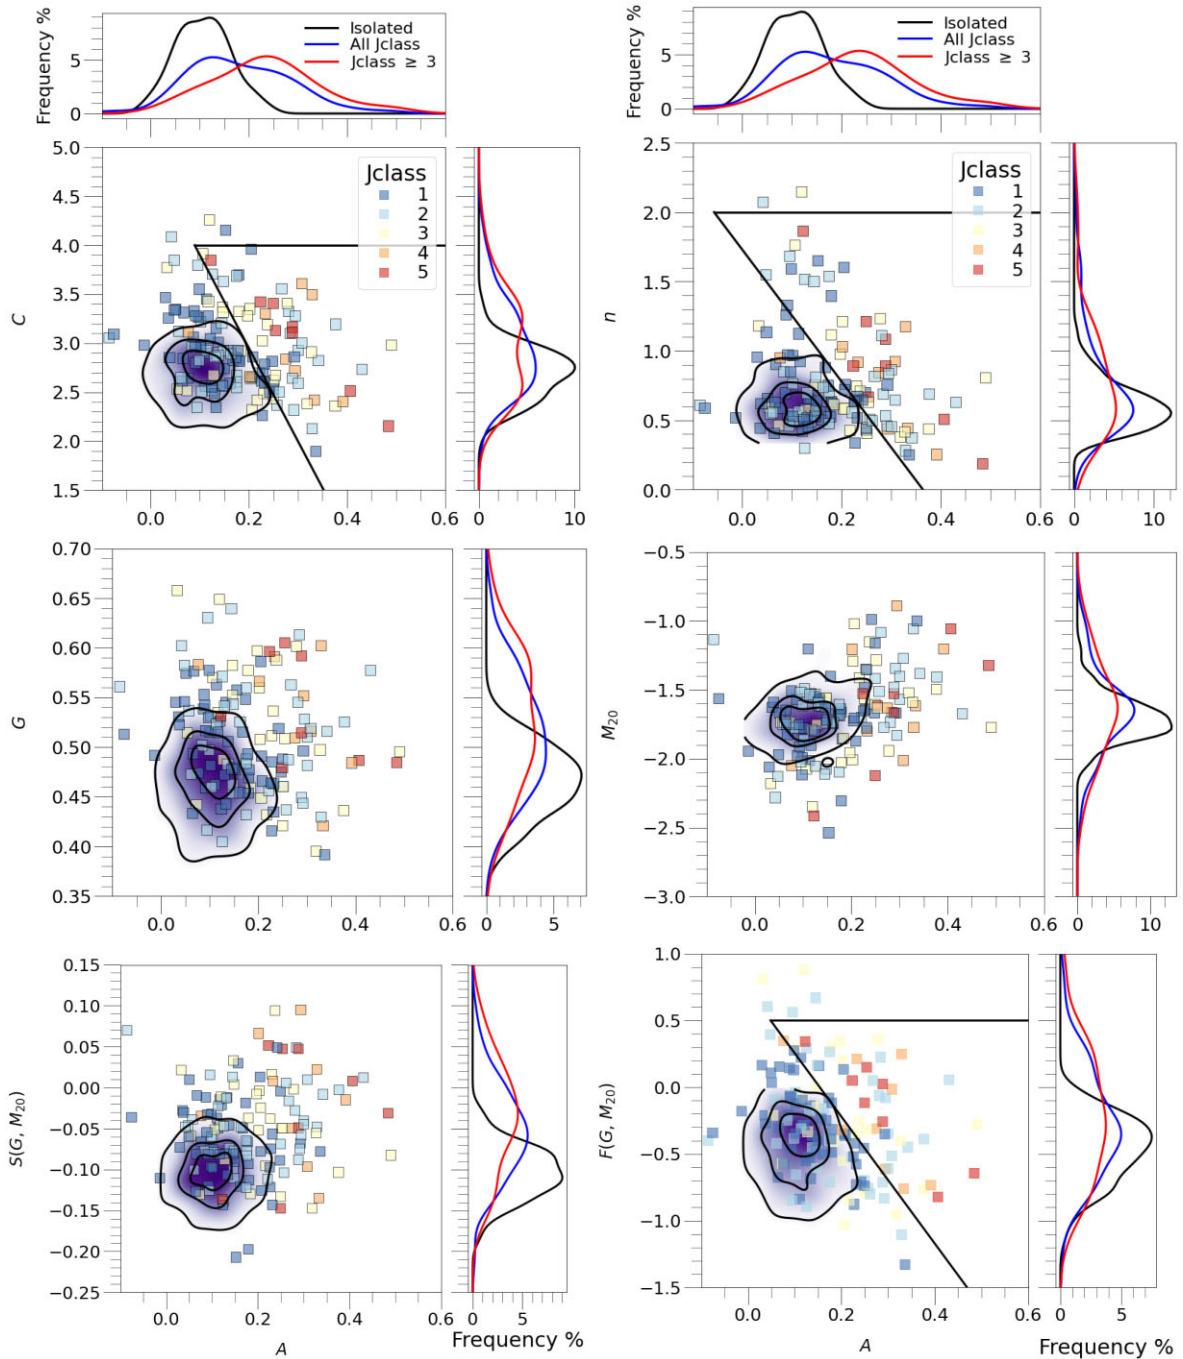 Frequency %
5
0
Isolated
All Jclass
Jclass ≥ 3
Frequency %
5
0
Isolated
All Jclass
Jclass ≥ 3
C
5.0
4.5
4.0
3.5
3.0
2.5
2.0
1.5
Jclass
1
2
3
4
5
0.0 0.2 0.4 0.6
0 10
n
2.5
2.0
1.5
1.0
0.5
0.0
Jclass
1
2
3
4
5
0.0 0.2 0.4 0.6
0 10
G
0.70
0.65
0.60
0.55
0.50
0.45
0.40
0.35
0.0 0.2 0.4 0.6
0 5
M20
−0.5
−1.0
−1.5
−2.0
−2.5
−3.0
0.0 0.2 0.4 0.6
0 10
S(G, M20)
0.15
0.10
0.05
0.00
−0.05
−0.10
−0.15
−0.20
−0.25
0.0 0.2 0.4 0.6
A
0 5
Frequency %
F(G, M20)
1.0
0.5
0.0
−0.5
−1.0
−1.5
0.0 0.2 0.4 0.6
A
0 5
Frequency %